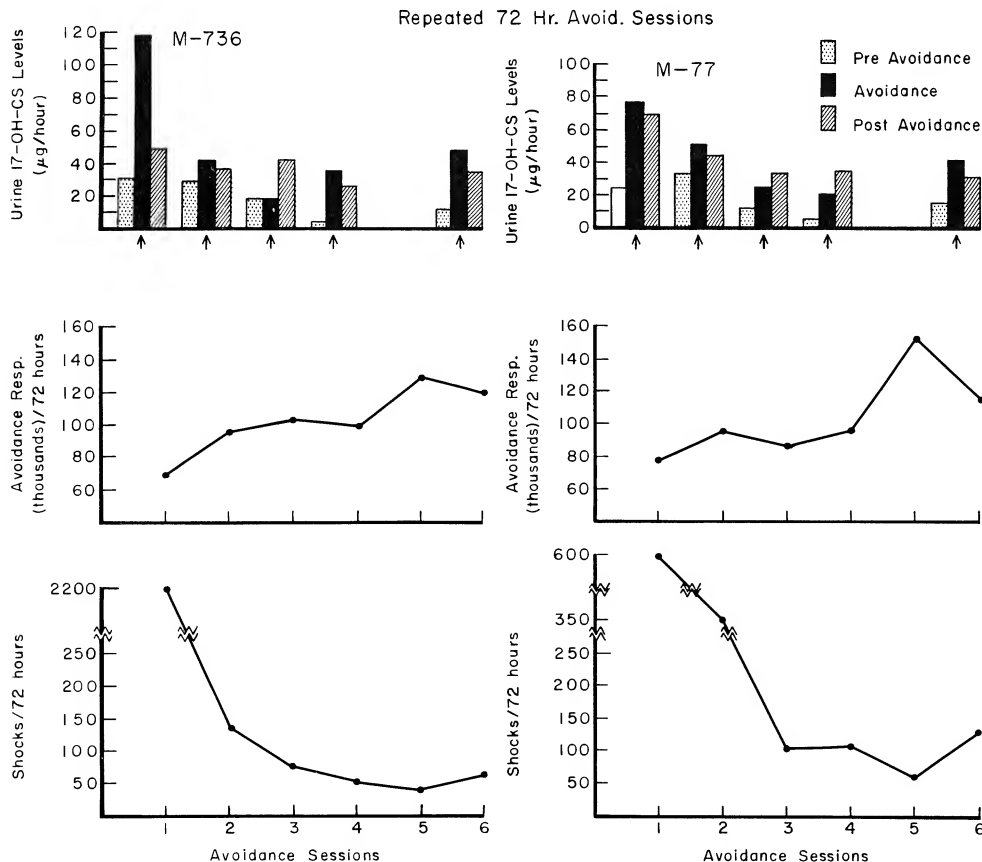 Repeated 72 Hr. Avoid. Sessions
M-736
Urine 17-OH-CS Levels
(μg/hour)
120
100
80
60
40
20
M-77
Urine 17-OH-CS Levels
(μg/hour)
100
80
60
40
20
0
Pre Avoidance
Avoidance
Post Avoidance
Avoidance Resp.
(thousands)/72 hours
160
140
120
100
80
60
Avoidance Resp.
(thousands)/72 hours
160
140
120
100
80
60
Shocks/72 hours
2200
250
200
150
100
50
1 2 3 4 5 6
Avoidance Sessions
Shocks/72 hours
600
350
250
200
150
100
50
1 2 3 4 5 6
Avoidance Sessions